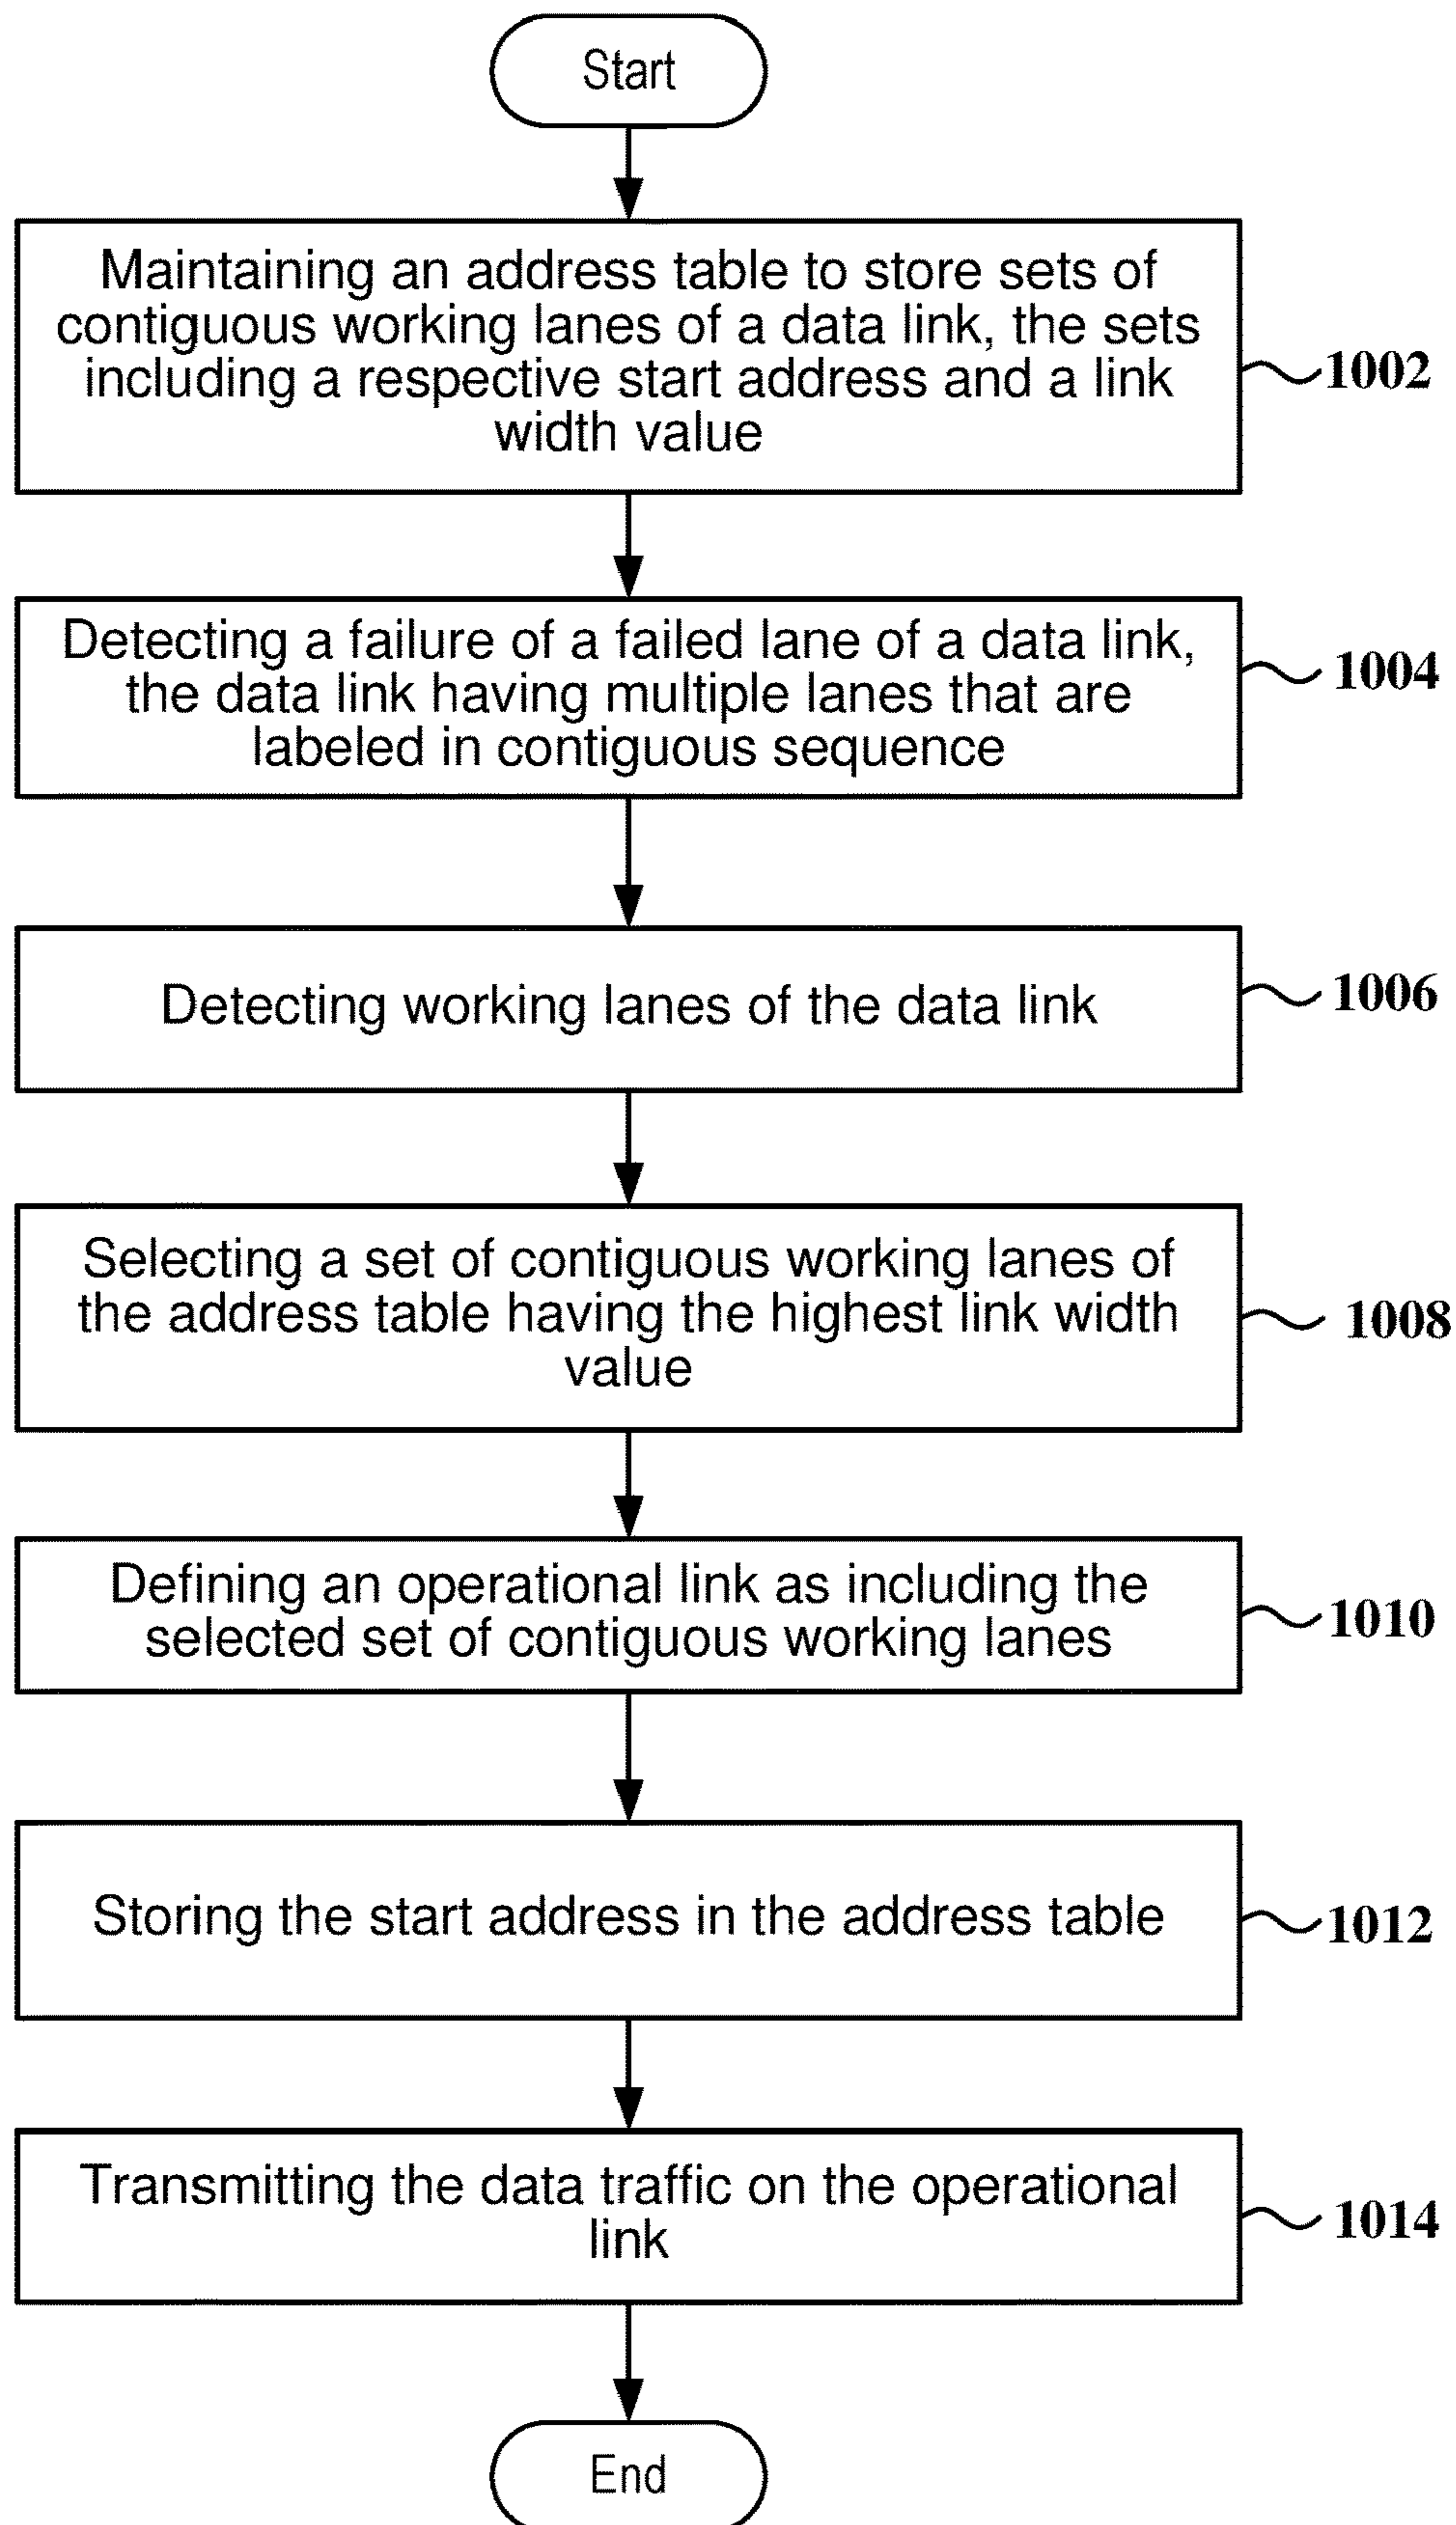 Start
Maintaining an address table to store sets of
contiguous working lanes of a data link, the sets
including a respective start address and a link
width value
1002
Detecting a failure of a failed lane of a data link,
the data link having multiple lanes that are
labeled in contiguous sequence
1004
Detecting working lanes of the data link
1006
Selecting a set of contiguous working lanes of
the address table having the highest link width
value
1008
Defining an operational link as including the
selected set of contiguous working lanes
1010
Storing the start address in the address table
1012
Transmitting the data traffic on the operational
link
1014
End